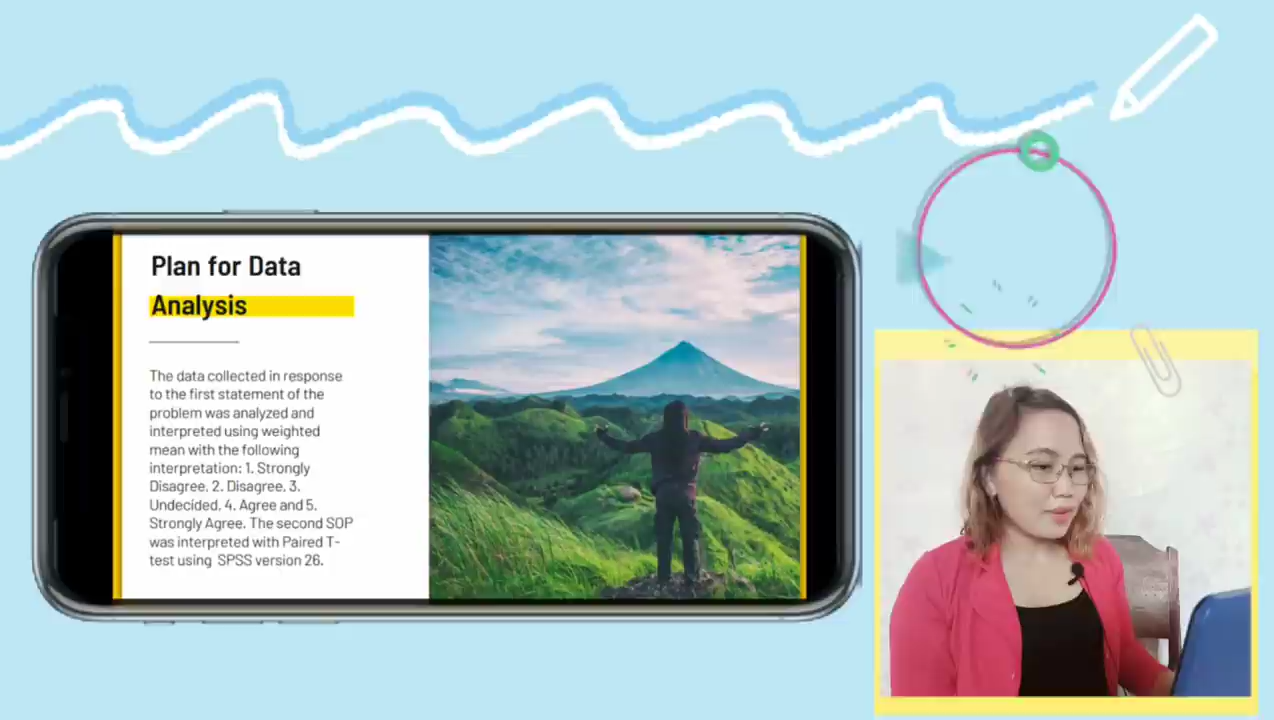 Plan for Data
Analysis
The data collected in response
to the first statement of the
problem was analyzed and
interpreted using weighted
mean with the following
interpretation: 1. Strongly
Disagree, 2. Disagree, 3.
Undecided, 4. Agree and 5.
Strongly Agree. The second SOP
was interpreted with Paired T-
test using SPSS version 26.